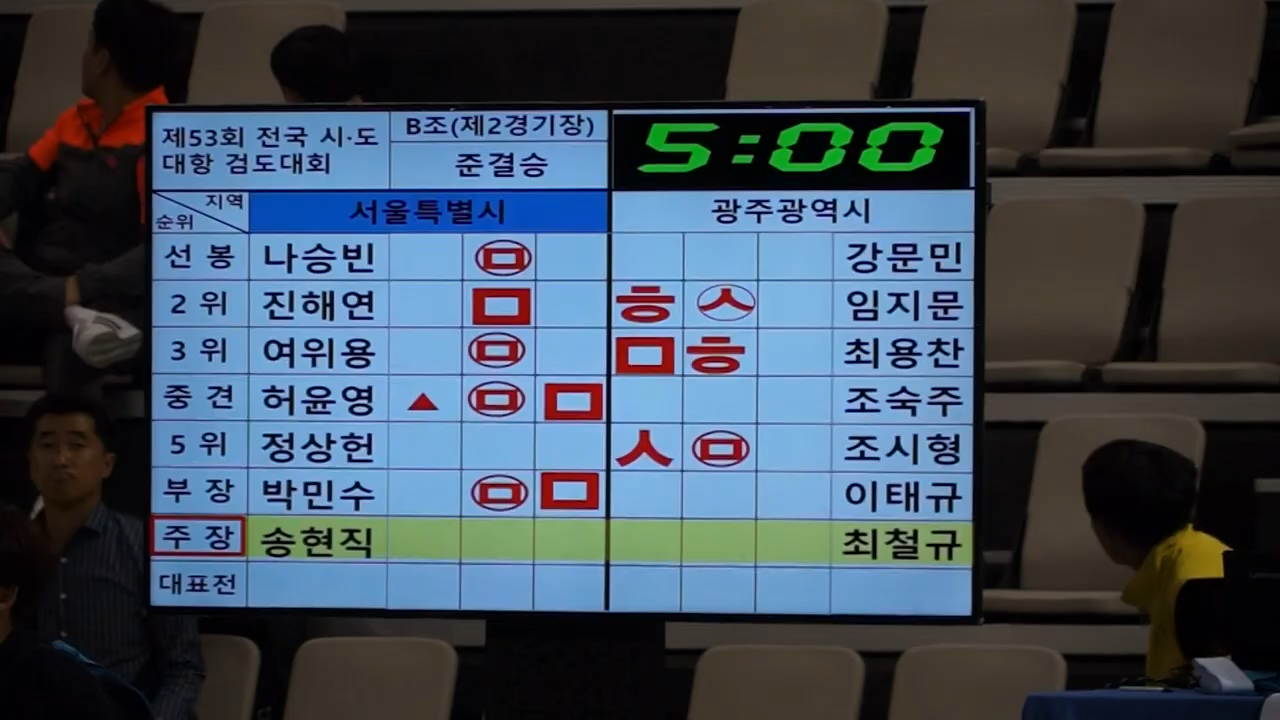 제53회 전국 시·도
대항 검도대회
B조(제2경기장)
준결승
5:00
지역
순위
서울특별시
광주광역시
선 봉 나승빈 ㅁ 강문민
2 위 진해연 ㅁ ㅎ ㅅ 임지문
3 위 여위용 ㅁ ㅁ ㅎ 최용찬
중 견 허윤영 ▲ ㅁ ㅁ 조숙주
5 위 정상헌 ㅅ ㅁ 조시형
부 장 박민수 ㅁ ㅁ 이태규
주 장 송현직 최철규
대표전